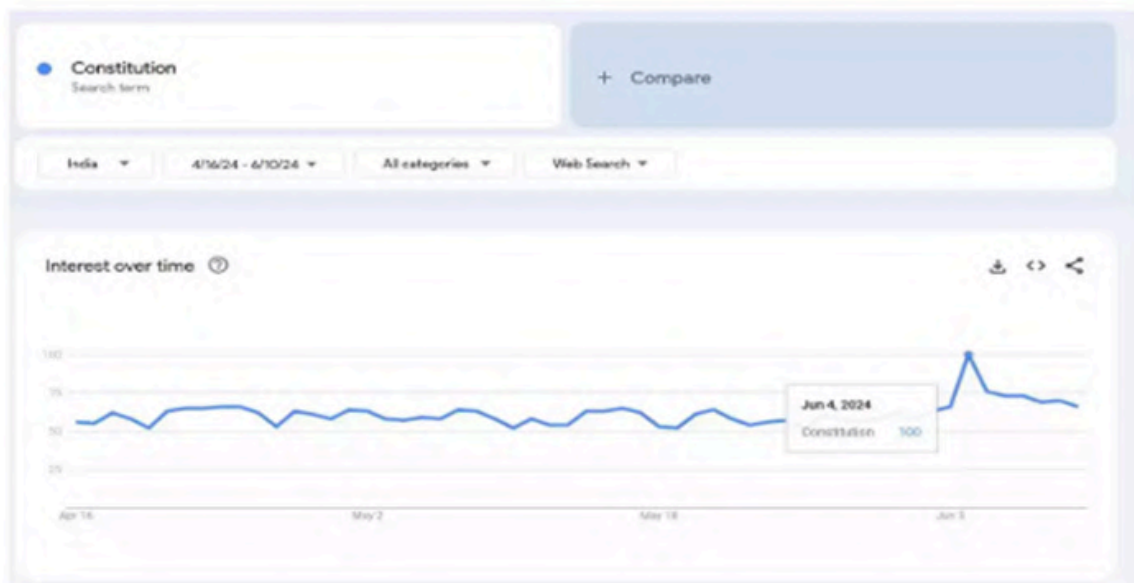 Constitution
Search term
+ Compare
India
4/16/24 - 6/10/24
All categories
Web Search
Interest over time
100
75
50
25
Jun 4, 2024
Constitution 100
Apr 16
May 2
May 18
Jun 3